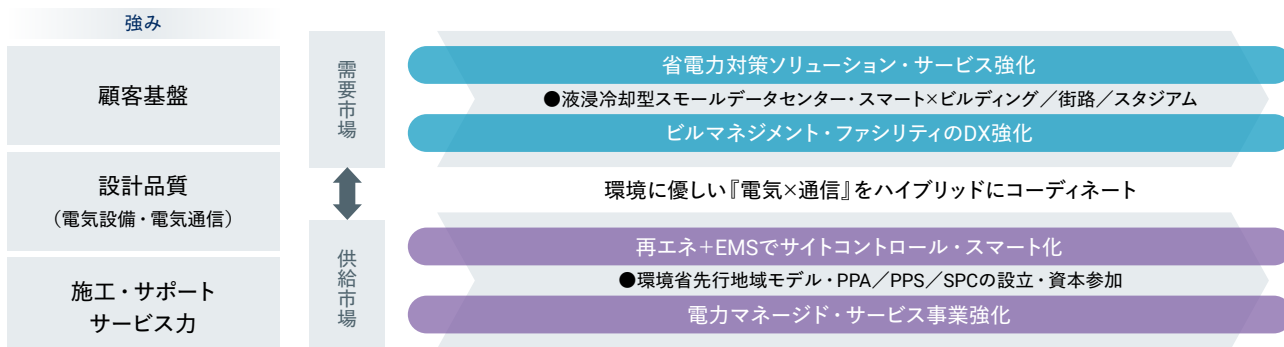 強み
顧客基盤
設計品質
（電気設備・電気通信）
施工・サポート
サービス力
需要市場
供給市場
省電力対策ソリューション・サービス強化
●液浸冷却型スモールデータセンター・スマート×ビルディング／街路／スタジアム
ビルマネジメント・ファシリティのDX強化
環境に優しい『電気×通信』をハイブリッドにコーディネート
再エネ＋EMSでサイトコントロール・スマート化
●環境省先行地域モデル・PPA／PPS／SPCの設立・資本参加
電力マネージド・サービス事業強化